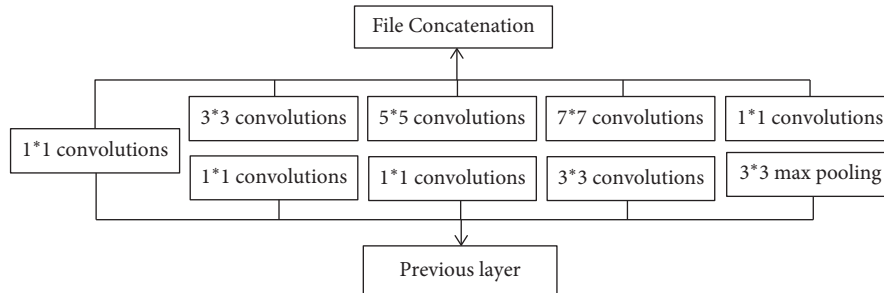 File Concatenation
3*3 convolutions
5*5 convolutions
7*7 convolutions
1*1 convolutions
1*1 convolutions
1*1 convolutions
1*1 convolutions
3*3 convolutions
3*3 max pooling
Previous layer